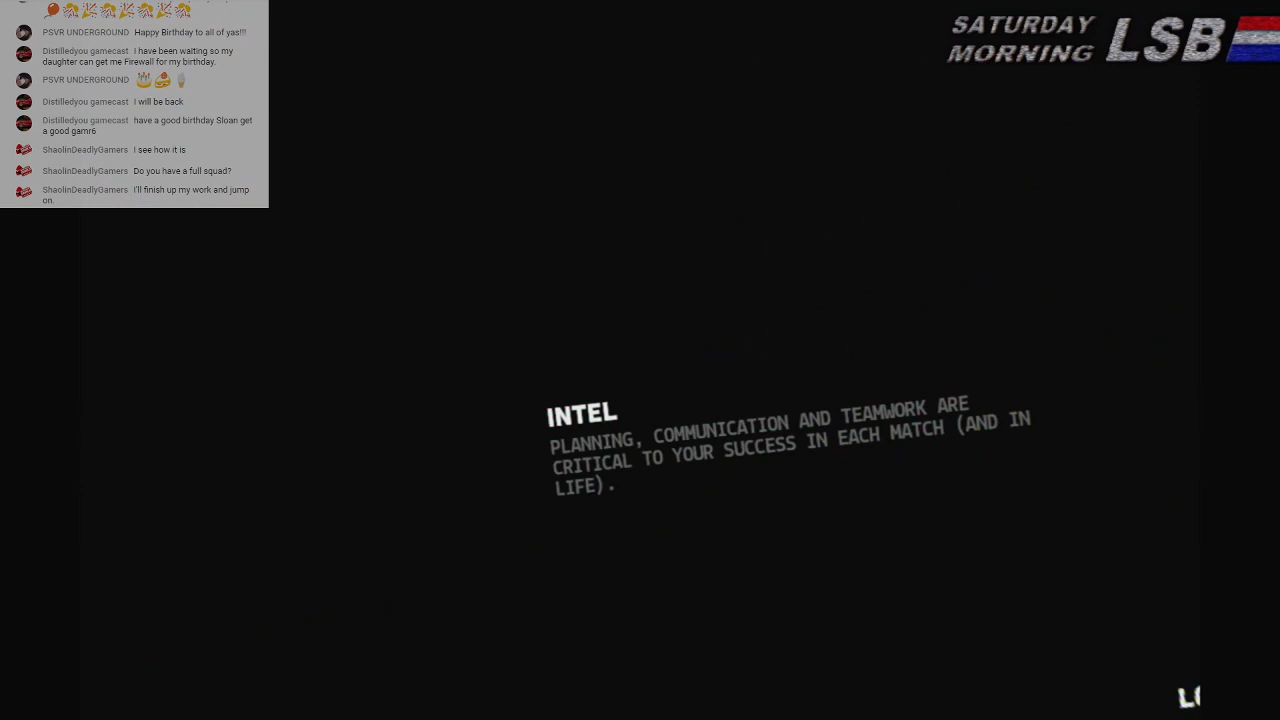 PSVR UNDERGROUND Happy Birthday to all of yas!!!
Distilledyou gamecast I have been waiting so my
daughter can get me Firewall for my birthday.
PSVR UNDERGROUND
Distilledyou gamecast I will be back
Distilledyou gamecast have a good birthday Sloan get
a good gamr6
ShaolinDeadlyGamers I see how it is
ShaolinDeadlyGamers Do you have a full squad?
ShaolinDeadlyGamers I'll finish up my work and jump
on.
SATURDAY
MORNING LSB
INTEL
PLANNING, COMMUNICATION AND TEAMWORK ARE
CRITICAL TO YOUR SUCCESS IN EACH MATCH (AND IN
LIFE).